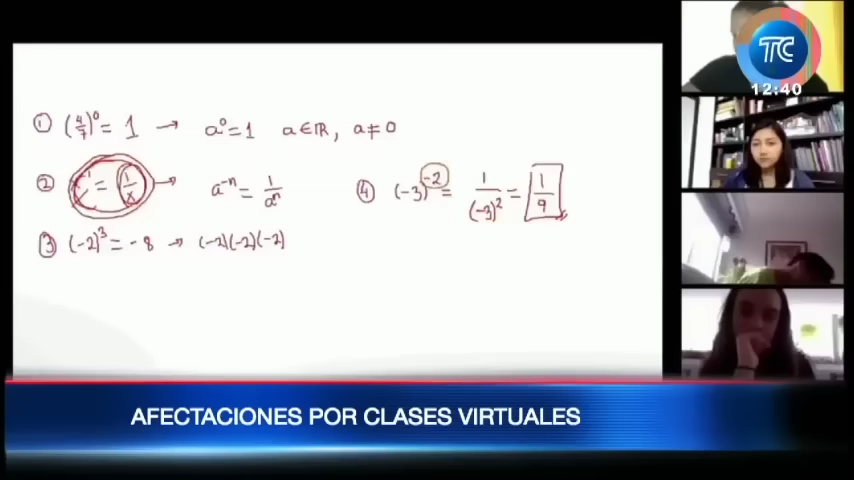 TC
12:40
① (4/7)⁰ = 1 → a⁰ = 1 a ∈ ℝ, a ≠ 0
② x⁻¹ = 1/x → a⁻ⁿ = 1/aⁿ
④ (-3)⁻² = 1/(-3)² = 1/9
③ (-2)³ = -8 → (-2)(-2)(-2)
AFECTACIONES POR CLASES VIRTUALES